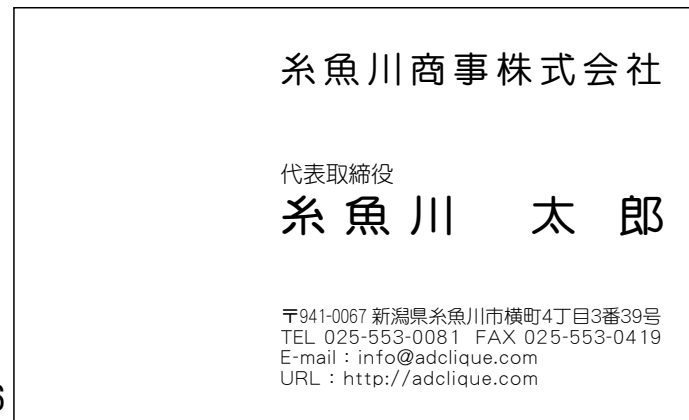 糸魚川商事株式会社
代表取締役
糸魚川　太郎
〒941-0067 新潟県糸魚川市横町4丁目3番39号
TEL 025-553-0081 FAX 025-553-0419
E-mail：info@adclique.com
URL：http://adclique.com